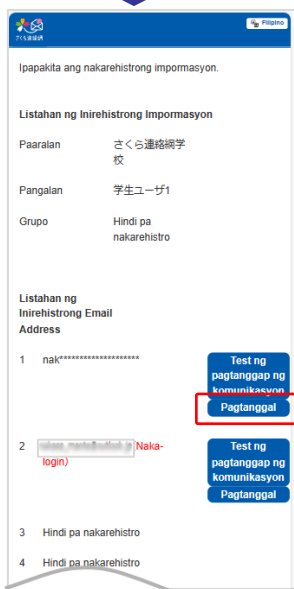 さくら連絡網
Filipino
Ipapakita ang nakarehistrong impormasyon.
Listahan ng Inirehistrong Impormasyon
Paaralan さくら連絡網学
校
Pangalan 学生ユーザ1
Grupo Hindi pa
nakarehistro
Listahan ng
Inirehistrong Email
Address
1 nak********************
Test ng
pagtanggap ng
komunikasyon
Pagtanggal
2 Naka-
login)
Test ng
pagtanggap ng
komunikasyon
Pagtanggal
3 Hindi pa nakarehistro
4 Hindi pa nakarehistro